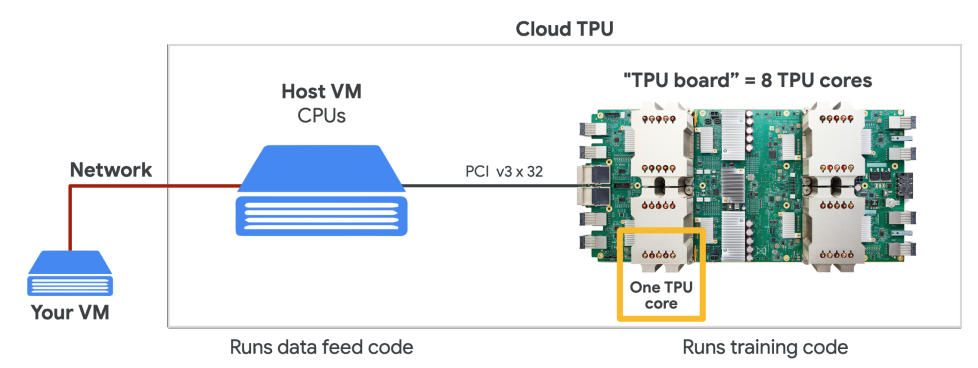 Cloud TPU
Host VM
CPUs
"TPU board” = 8 TPU cores
Network
PCI v3 x 32
One TPU
core
Your VM
Runs data feed code
Runs training code